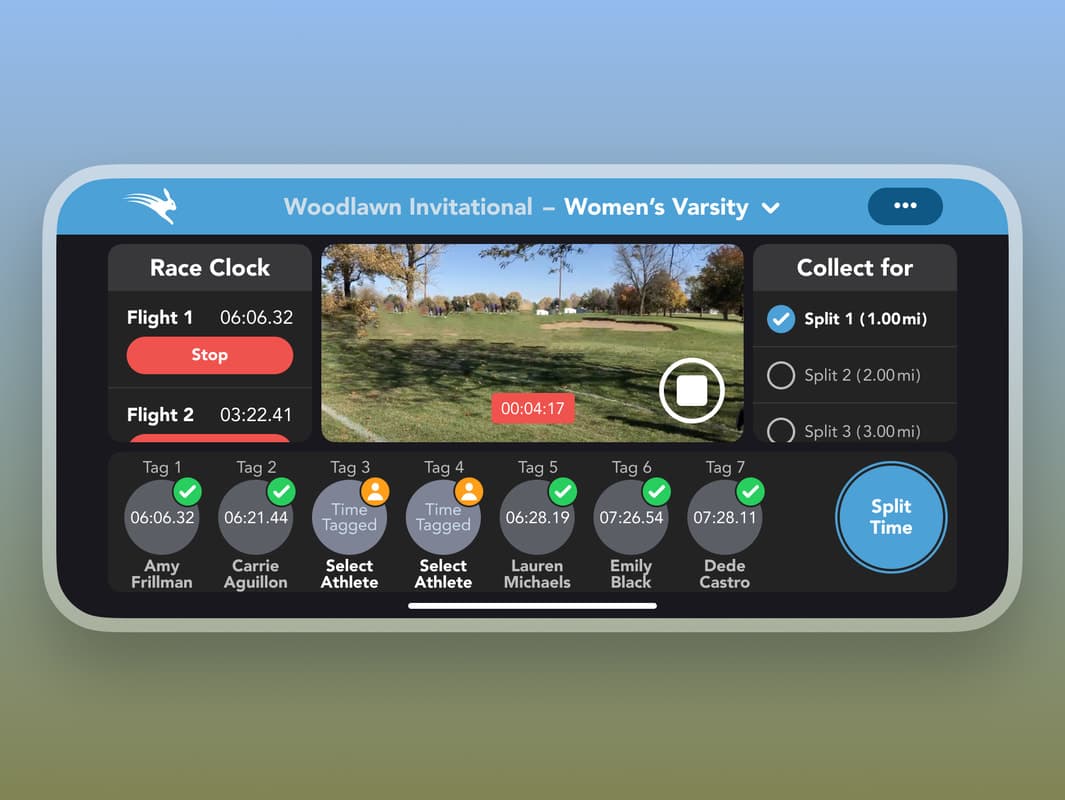 Woodlawn Invitational – Women's Varsity
•••
Race Clock
Flight 1 06:06.32
Stop
Flight 2 03:22.41
00:04:17
Collect for
Split 1 (1.00 mi)
Split 2 (2.00 mi)
Split 3 (3.00 mi)
Tag 1
06:06.32
Amy
Frillman
Tag 2
06:21.44
Carrie
Aguillon
Tag 3
Time
Tagged
Select
Athlete
Tag 4
Time
Tagged
Select
Athlete
Tag 5
06:28.19
Lauren
Michaels
Tag 6
07:26.54
Emily
Black
Tag 7
07:28.11
Dede
Castro
Split
Time